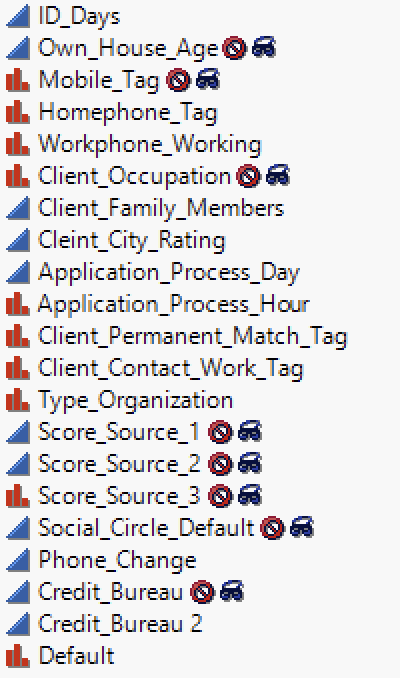 ID_Days
Own_House_Age
Mobile_Tag
Homephone_Tag
Workphone_Working
Client_Occupation
Client_Family_Members
Cleint_City_Rating
Application_Process_Day
Application_Process_Hour
Client_Permanent_Match_Tag
Client_Contact_Work_Tag
Type_Organization
Score_Source_1
Score_Source_2
Score_Source_3
Social_Circle_Default
Phone_Change
Credit_Bureau
Credit_Bureau 2
Default